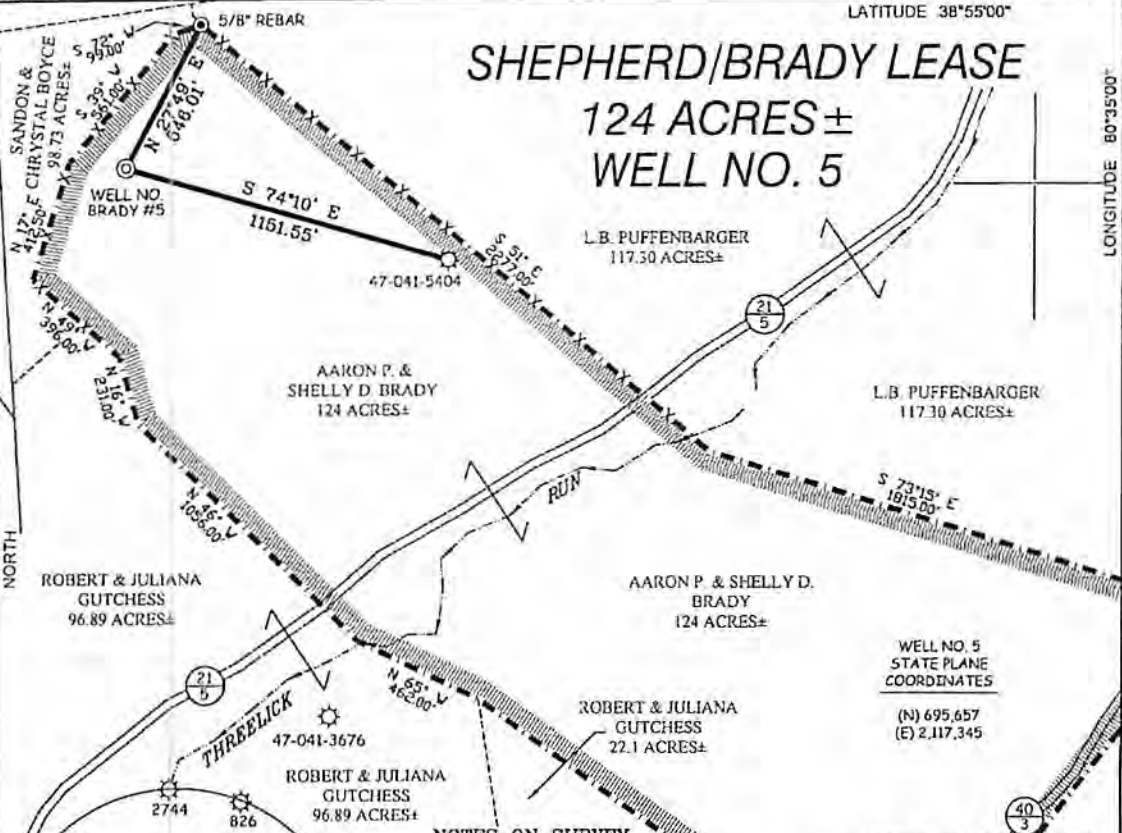 LATITUDE 38°55'00"
5/8" REBAR
SHEPHERD/BRADY LEASE
124 ACRES±
WELL NO. 5
LONGITUDE 80°35'00"
S 72° W
99.00'
S 39° W
561.00'
N 27°49' E
546.01'
SANDON &
CHRYSTAL BOYCE
98.73 ACRES±
N 17° E
412.50'
WELL NO.
BRADY #5
S 74°10' E
1151.55'
47-041-5404
S 51° E
2277.00'
L.B. PUFFENBARGER
117.30 ACRES±
21
5
N 49° W
396.00'
N 16° W
231.00'
AARON P. &
SHELLY D. BRADY
124 ACRES±
L.B. PUFFENBARGER
117.30 ACRES±
S 73°15' E
1815.00'
RUN
N 46° W
1056.00'
NORTH
ROBERT & JULIANA
GUTCHESS
96.89 ACRES±
AARON P. & SHELLY D.
BRADY
124 ACRES±
WELL NO. 5
STATE PLANE
COORDINATES
(N) 695,657
(E) 2,117,345
21
5
N 65° W
462.00'
THREELICK
47-041-3676
ROBERT & JULIANA
GUTCHESS
22.1 ACRES±
ROBERT & JULIANA
GUTCHESS
96.89 ACRES±
2744
826
40
3
NOTES ON SURVEY